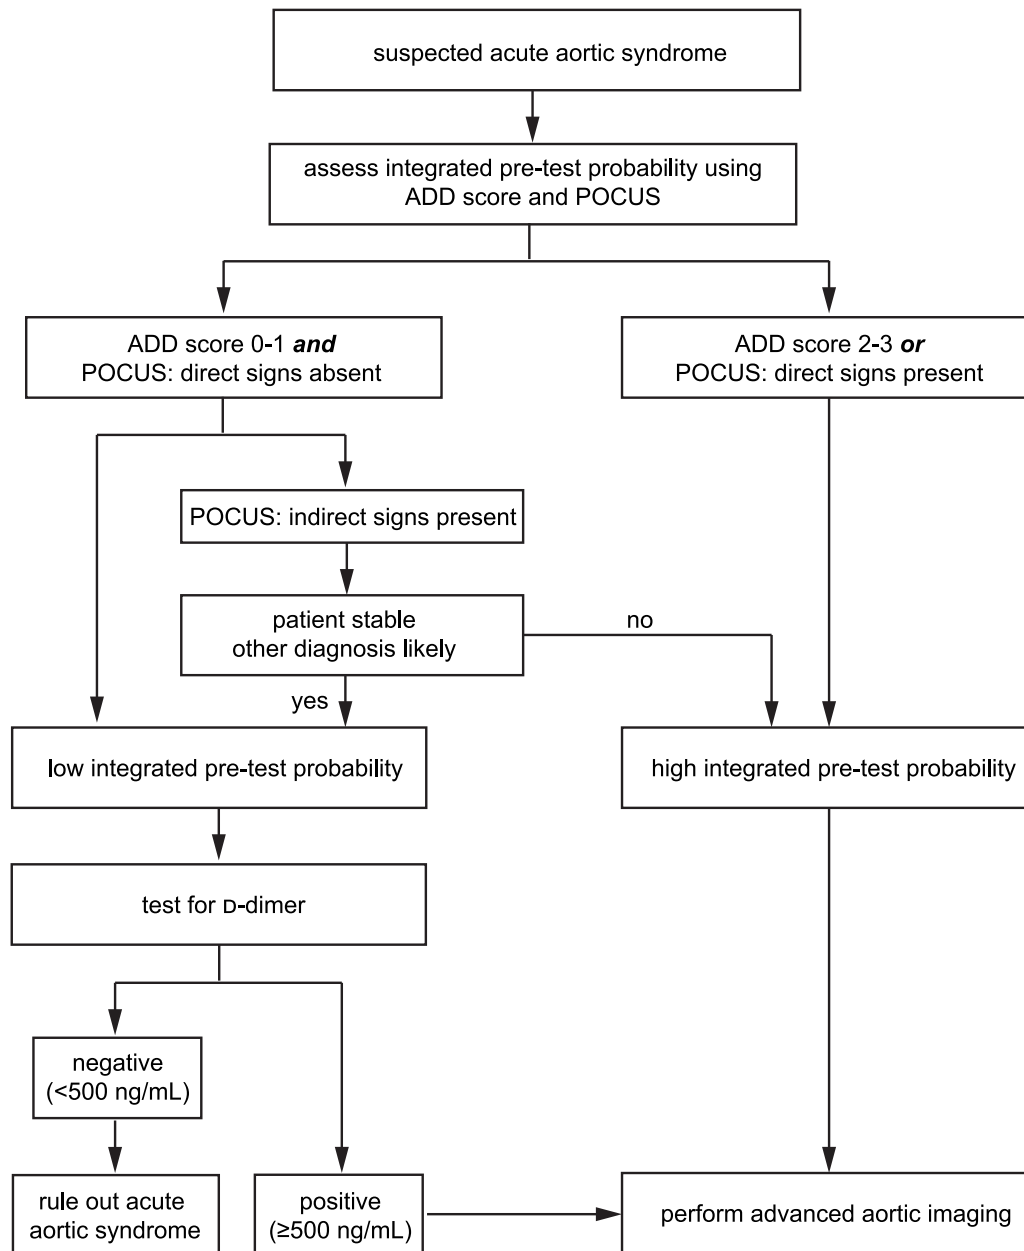 suspected acute aortic syndrome
assess integrated pre-test probability using
ADD score and POCUS
ADD score 0-1 and
POCUS: direct signs absent
ADD score 2-3 or
POCUS: direct signs present
POCUS: indirect signs present
patient stable
other diagnosis likely
no
yes
low integrated pre-test probability
high integrated pre-test probability
test for D-dimer
negative
(<500 ng/mL)
rule out acute
aortic syndrome
positive
(≥500 ng/mL)
perform advanced aortic imaging